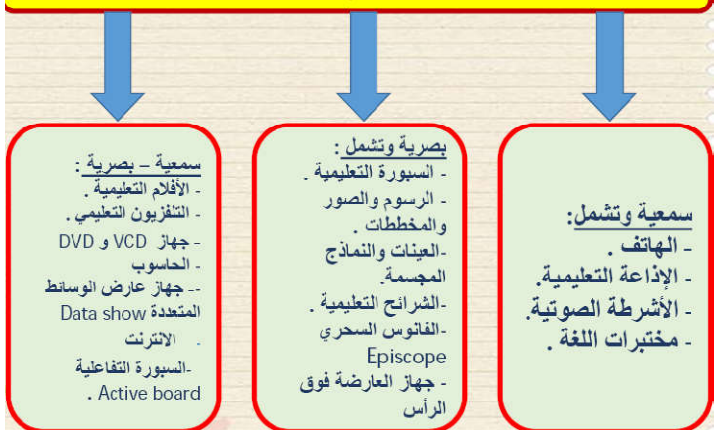 سمعية وتشمل:
- الهاتف .
- الإذاعة التعليمية.
- الأشرطة الصوتية.
- مختبرات اللغة .
بصرية وتشمل :
- السبورة التعليمية .
- الرسوم والصور
والمخططات .
-العينات والنماذج
المجسمة.
-الشرائح التعليمية .
-الفانوس السحري
Episcope
- جهاز العارضة فوق
الرأس
سمعية – بصرية :
- الأفلام التعليمية .
- التلفزيون التعليمي .
- جهاز VCD و DVD
- الحاسوب
-- جهاز عارض الوسائط
المتعددة Data show
. الانترنت
-السبورة التفاعلية
Active board .